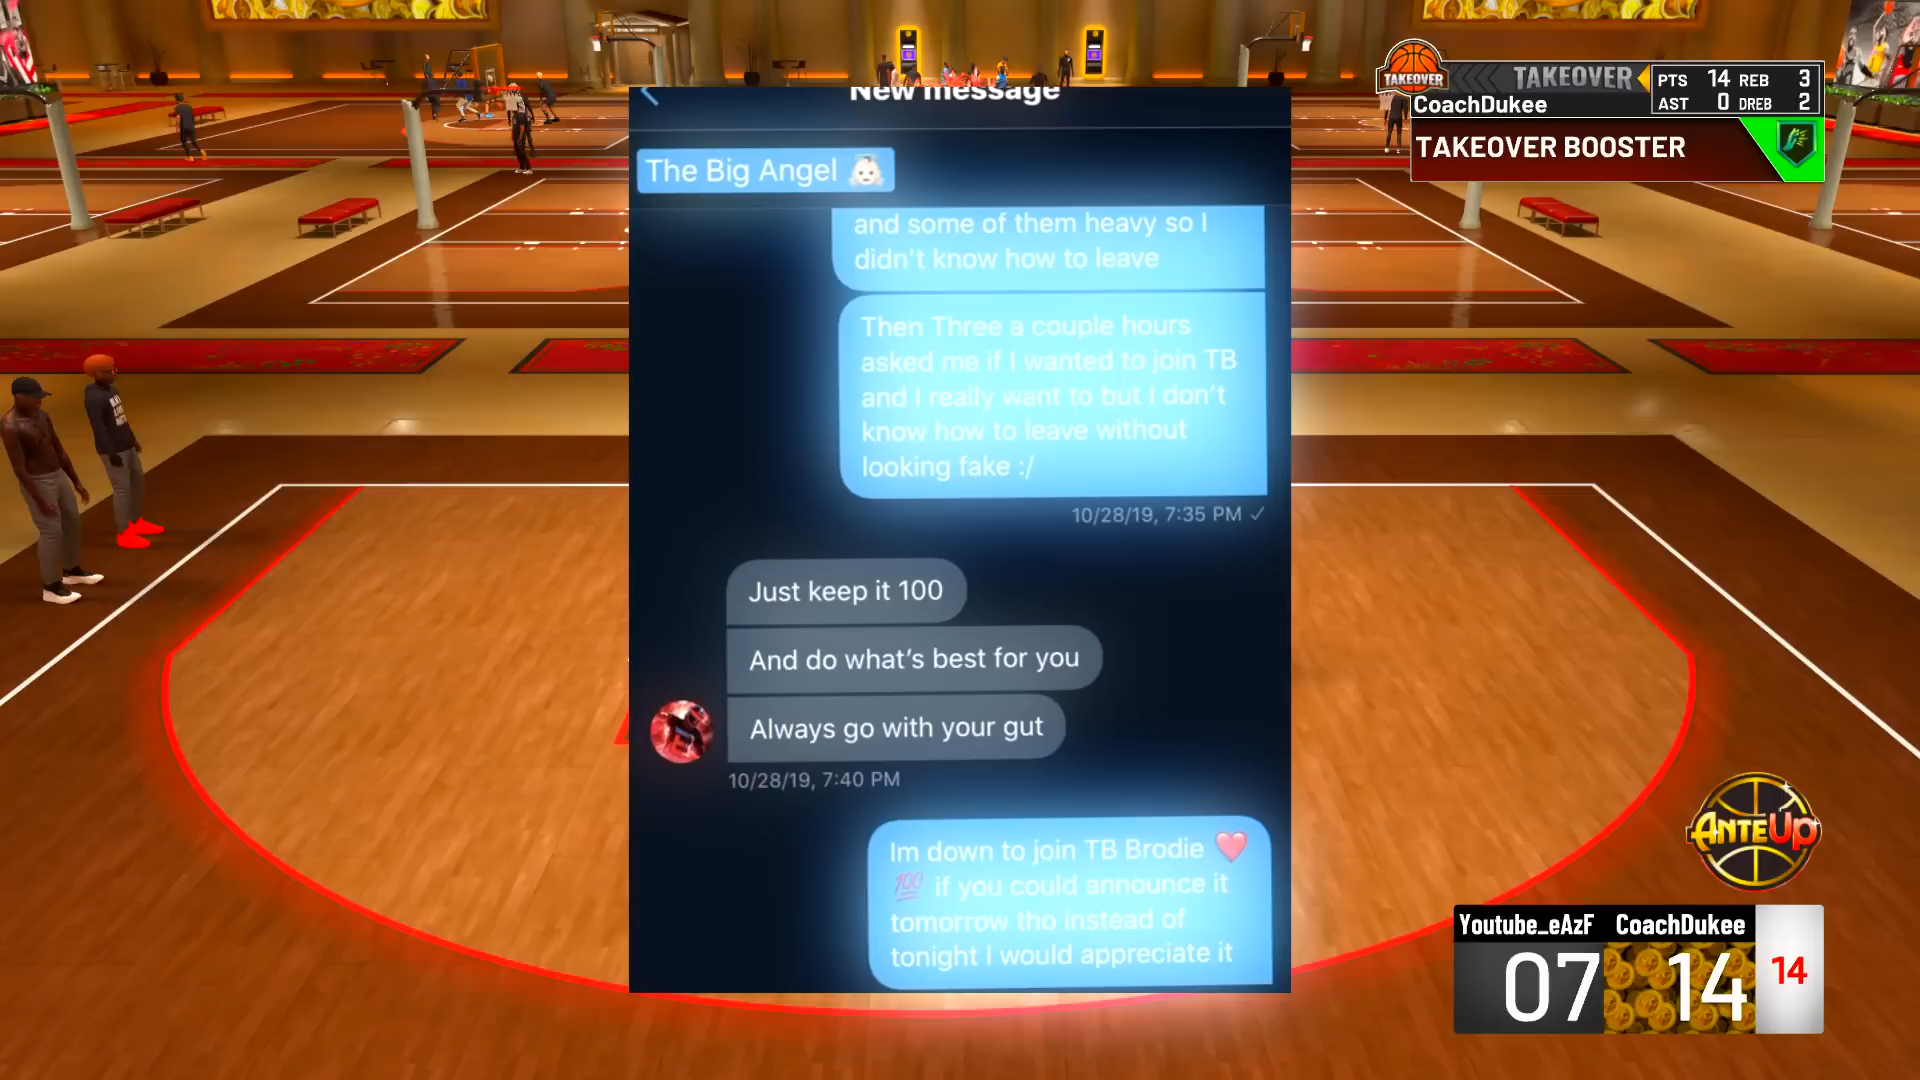 New message
The Big Angel 👼🏻
and some of them heavy so I
didn't know how to leave
Then Three a couple hours
asked me if I wanted to join TB
and I really want to but I don't
know how to leave without
looking fake :/
10/28/19, 7:35 PM ✓
Just keep it 100
And do what's best for you
Always go with your gut
10/28/19, 7:40 PM
Im down to join TB Brodie ❤️
💯 if you could announce it
tomorrow tho instead of
tonight I would appreciate it
TAKEOVER
TAKEOVER
CoachDukee
PTS 14 REB 3
AST 0 DREB 2
TAKEOVER BOOSTER
ANTE UP
Youtube_eAzF CoachDukee
07 14 14